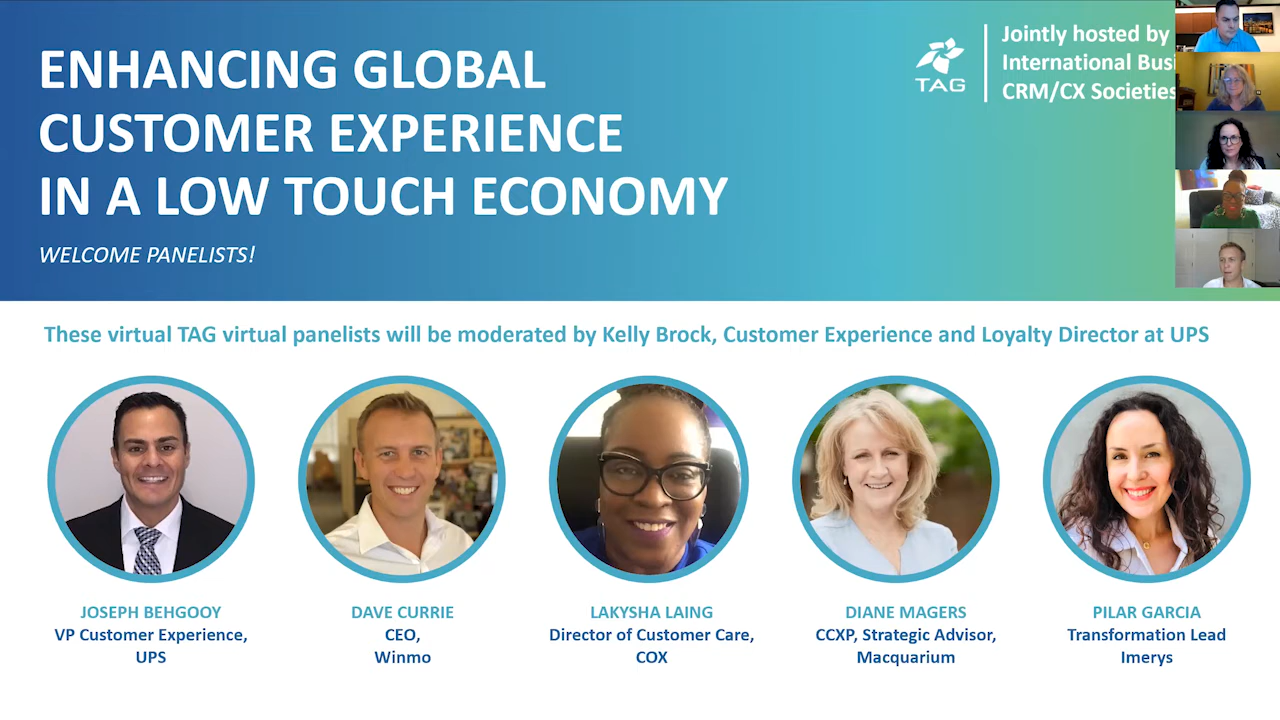 ENHANCING GLOBAL
CUSTOMER EXPERIENCE
IN A LOW TOUCH ECONOMY
WELCOME PANELISTS!
TAG
Jointly hosted by
International Busi
CRM/CX Societies
These virtual TAG virtual panelists will be moderated by Kelly Brock, Customer Experience and Loyalty Director at UPS
JOSEPH BEHGOOY
VP Customer Experience,
UPS
DAVE CURRIE
CEO,
Winmo
LAKYSHA LAING
Director of Customer Care,
COX
DIANE MAGERS
CCXP, Strategic Advisor,
Macquarium
PILAR GARCIA
Transformation Lead
Imerys